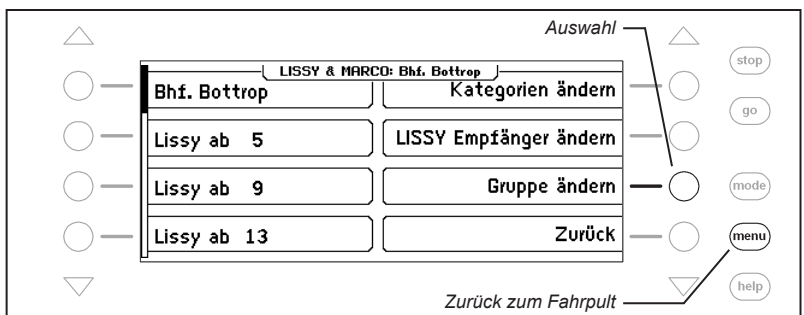 Auswahl
stop
LISSY & MARCO: Bhf. Bottrop
Bhf. Bottrop Kategorien ändern
go
Lissy ab 5 LISSY Empfänger ändern
Lissy ab 9 Gruppe ändern
mode
Lissy ab 13 Zurück
menu
help
Zurück zum Fahrpult